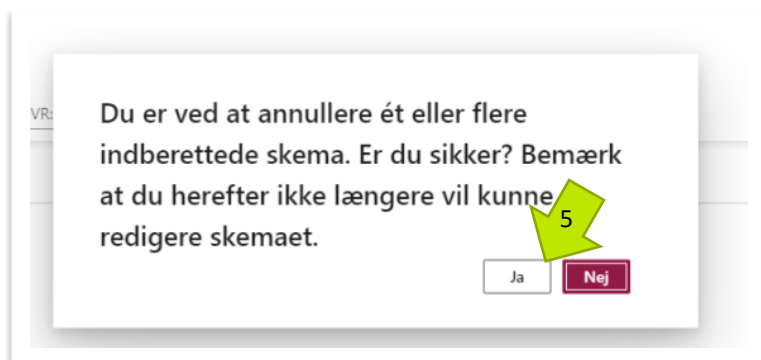 VR:
Du er ved at annullere ét eller flere
indberettede skema. Er du sikker? Bemærk
at du herefter ikke længere vil kunne
redigere skemaet.
5
Ja Nej